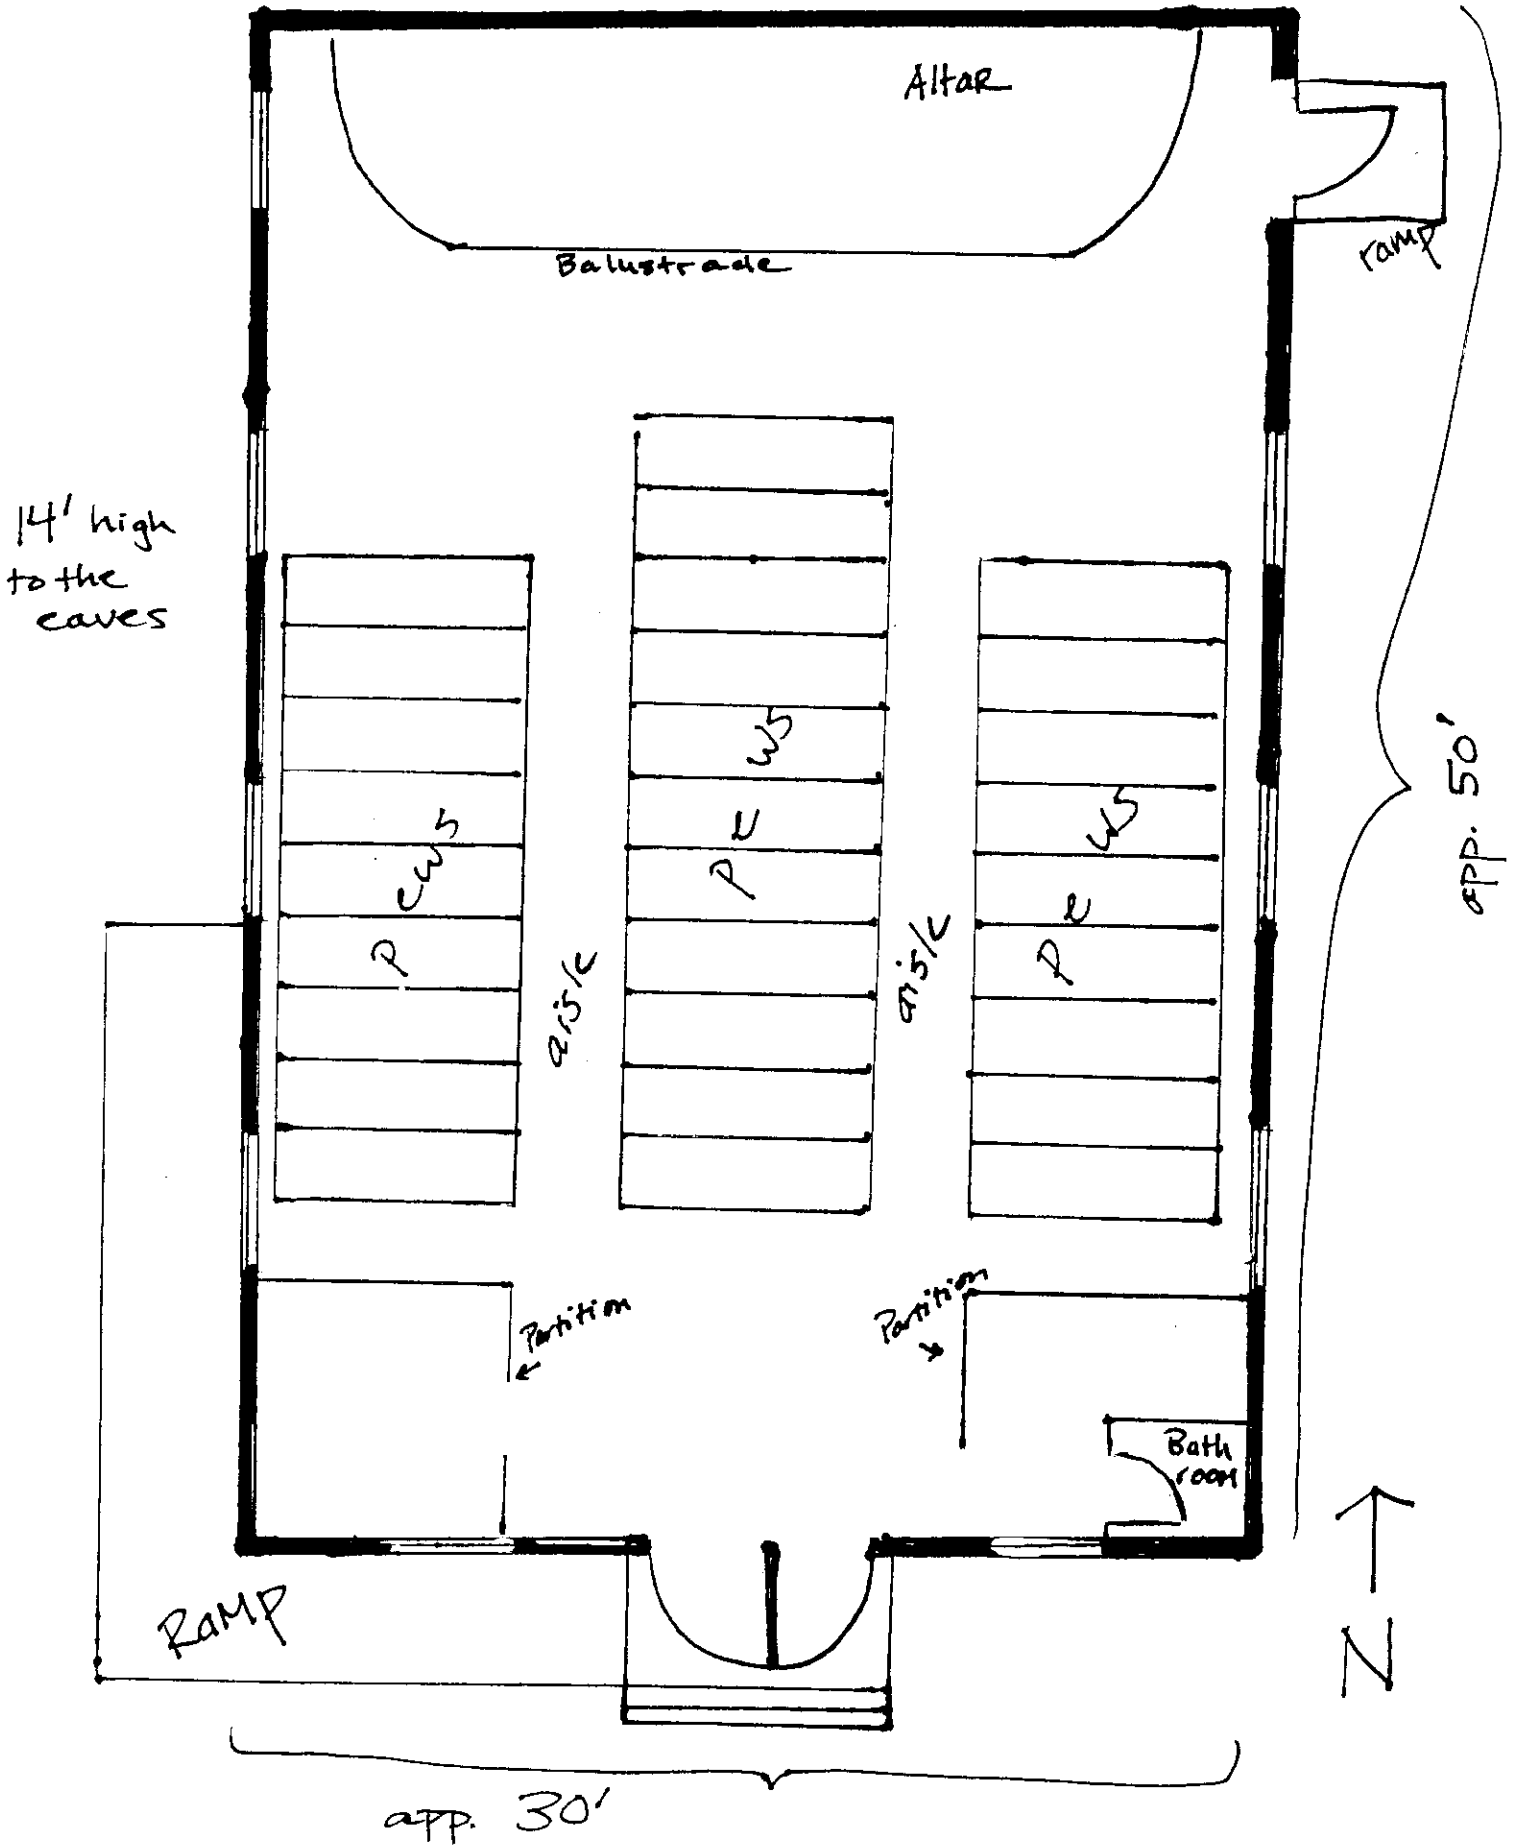 Altar
ramp
Balustrade
14' high
to the
eaves
Pews
Pews
Pews
aisle
aisle
app. 50'
Partition
Partition
Bath
room
Ramp
N
app. 30'